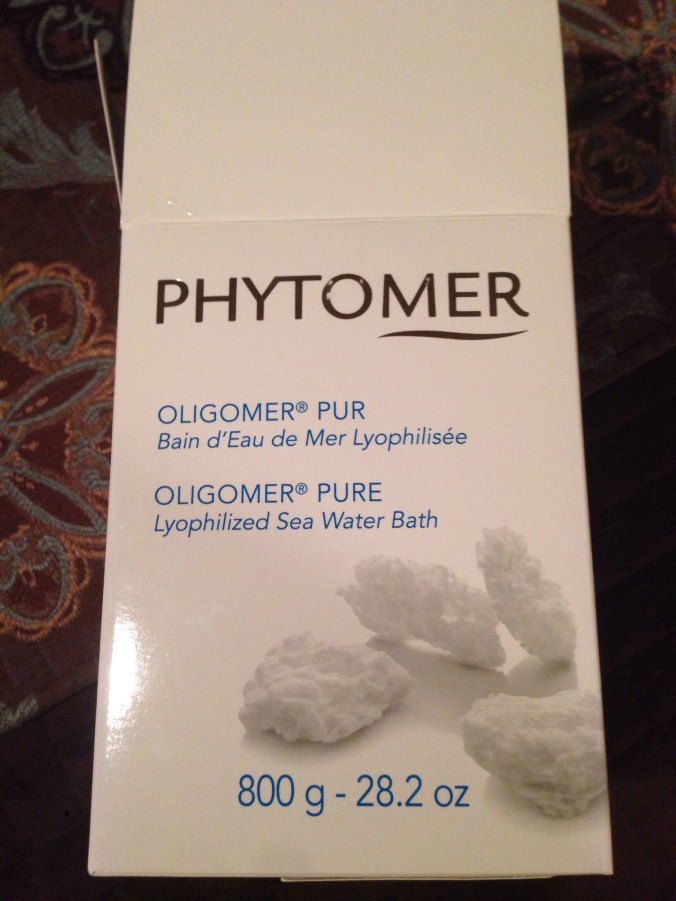 PHYTOMER
OLIGOMER® PUR
Bain d'Eau de Mer Lyophilisée
OLIGOMER® PURE
Lyophilized Sea Water Bath
800 g - 28.2 oz